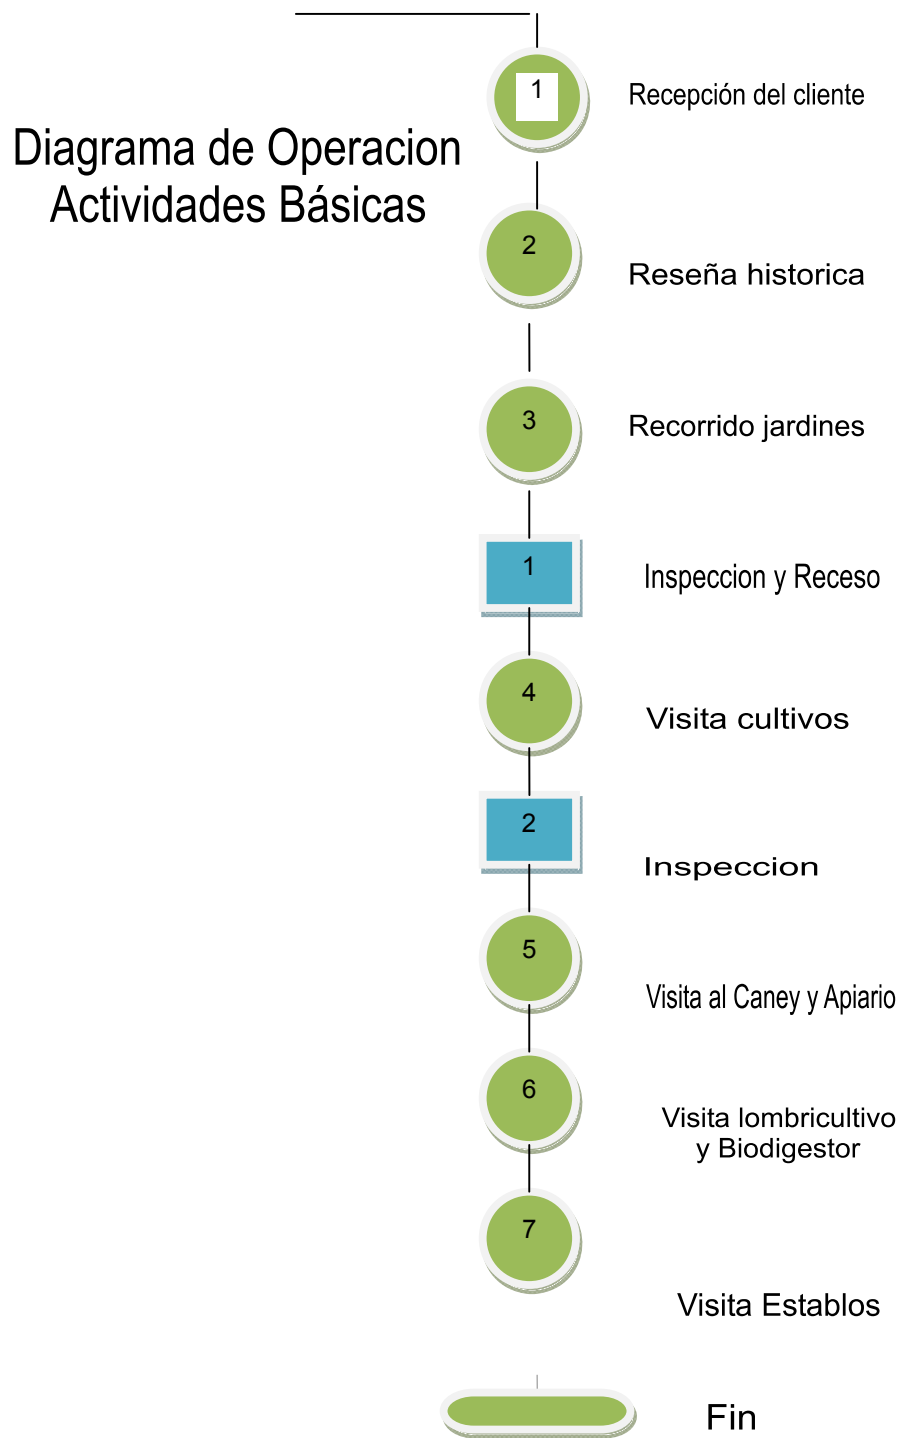 1
Recepción del cliente
Diagrama de Operacion
Actividades Básicas
2
Reseña historica
3
Recorrido jardines
1
Inspeccion y Receso
4
Visita cultivos
2
Inspeccion
5
Visita al Caney y Apiario
6
Visita lombricultivo
y Biodigestor
7
Visita Establos
Fin